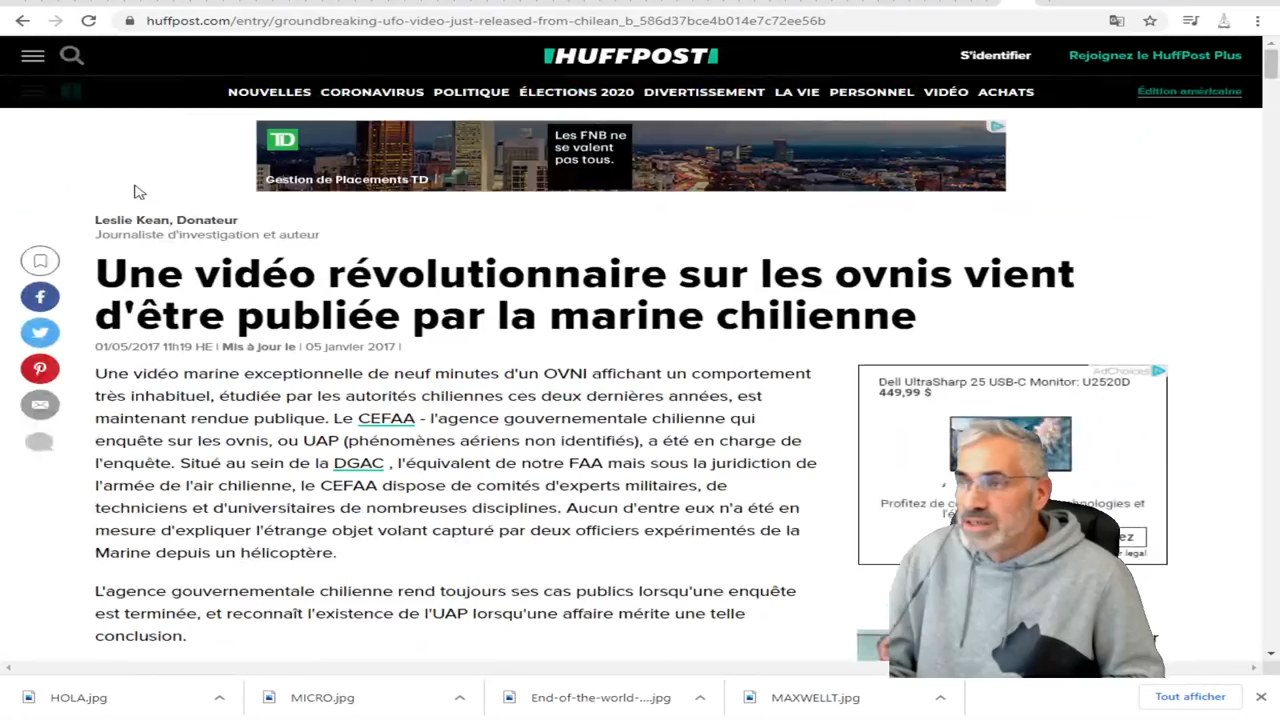 huffpost.com/entry/groundbreaking-ufo-video-just-released-from-chilean_b_586d37bce4b014e7c72ee56b
HUFFPOST
S'identifier
Rejoignez le HuffPost Plus
NOUVELLES CORONAVIRUS POLITIQUE ÉLECTIONS 2020 DIVERTISSEMENT LA VIE PERSONNEL VIDÉO ACHATS
Édition américaine
TD
Les FNB ne
se valent
pas tous.
Gestion de Placements TD
Leslie Kean, Donateur
Journaliste d'investigation et auteur
Une vidéo révolutionnaire sur les ovnis vient
d'être publiée par la marine chilienne
01/05/2017 11h19 HE | Mis à jour le | 05 janvier 2017 |
Une vidéo marine exceptionnelle de neuf minutes d'un OVNI affichant un comportement
très inhabituel, étudiée par les autorités chiliennes ces deux dernières années, est
maintenant rendue publique. Le CEFAA - l'agence gouvernementale chilienne qui
enquête sur les ovnis, ou UAP (phénomènes aériens non identifiés), a été en charge de
l'enquête. Situé au sein de la DGAC , l'équivalent de notre FAA mais sous la juridiction de
l'armée de l'air chilienne, le CEFAA dispose de comités d'experts militaires, de
techniciens et d'universitaires de nombreuses disciplines. Aucun d'entre eux n'a été en
mesure d'expliquer l'étrange objet volant capturé par deux officiers expérimentés de la
Marine depuis un hélicoptère.
L'agence gouvernementale chilienne rend toujours ses cas publics lorsqu'une enquête
est terminée, et reconnaît l'existence de l'UAP lorsqu'une affaire mérite une telle
conclusion.
AdChoices
Dell UltraSharp 25 USB-C Monitor: U2520D
449,99 $
Profitez de
et
legal
HOLA.jpg
MICRO.jpg
End-of-the-world-....jpg
MAXWELLT.jpg
Tout afficher